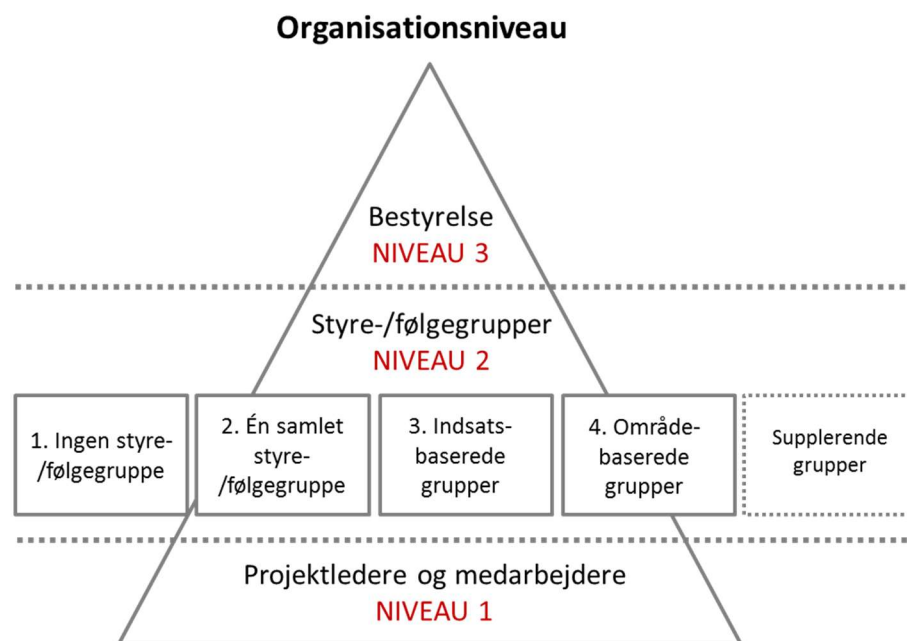 Organisationsniveau
Bestyrelse
NIVEAU 3
Styre-/følgegrupper
NIVEAU 2
1. Ingen styre-
/følgegruppe
2. Én samlet
styre-
/følgegruppe
3. Indsats-
baserede
grupper
4. Område-
baserede
grupper
Supplerende
grupper
Projektledere og medarbejdere
NIVEAU 1